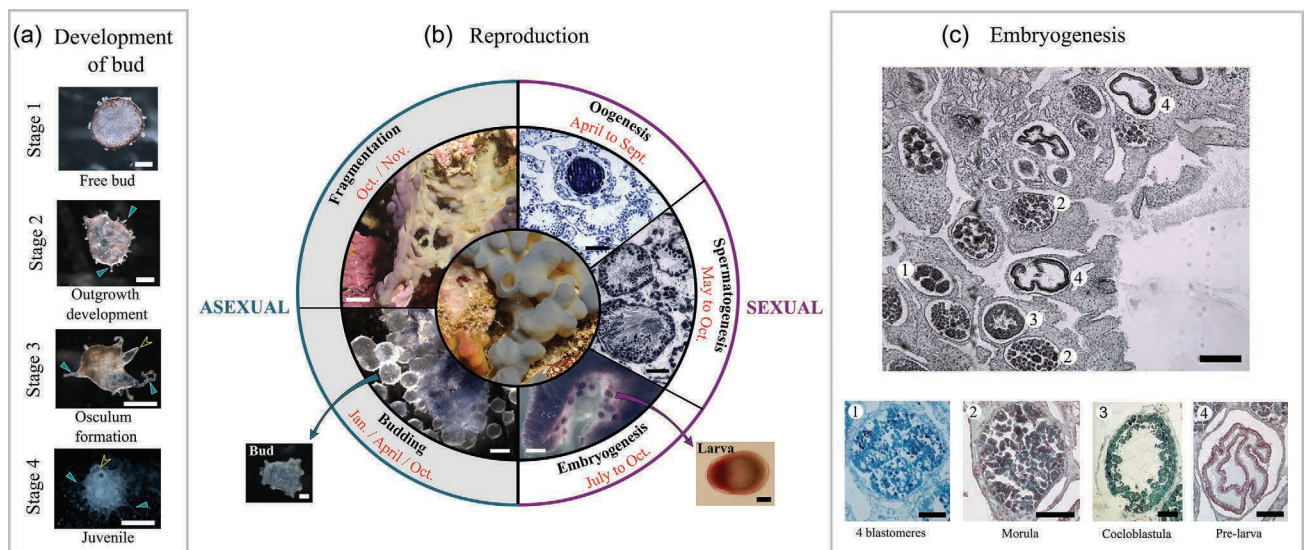 (a) Development
of bud
Stage 1
Free bud
Stage 2
Outgrowth
development
Stage 3
Osculum
formation
Stage 4
Juvenile
(b) Reproduction
ASEXUAL
SEXUAL
Fragmentation
Oct. / Nov.
Oogenesis
April to Sept.
Spermatogenesis
May to Oct.
Embryogenesis
July to Oct.
Budding
Jan. / April / Oct.
Bud
Larva
(c) Embryogenesis
4
2
1
4
3
2
1
2
3
4
4 blastomeres
Morula
Coeloblastula
Pre-larva